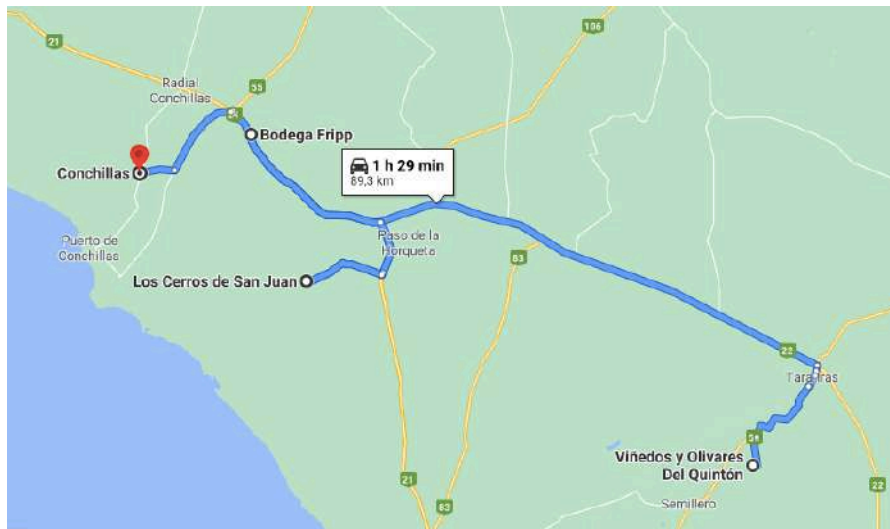 106
21
Radial
Conchillas
55
Bodega Fripp
Conchillas
1 h 29 min
89,3 km
Puerto de
Conchillas
Paso de la
Horqueta
83
Los Cerros de San Juan
22
Tarariras
Viñedos y Olivares
Del Quintón
Semillero
21
83
22